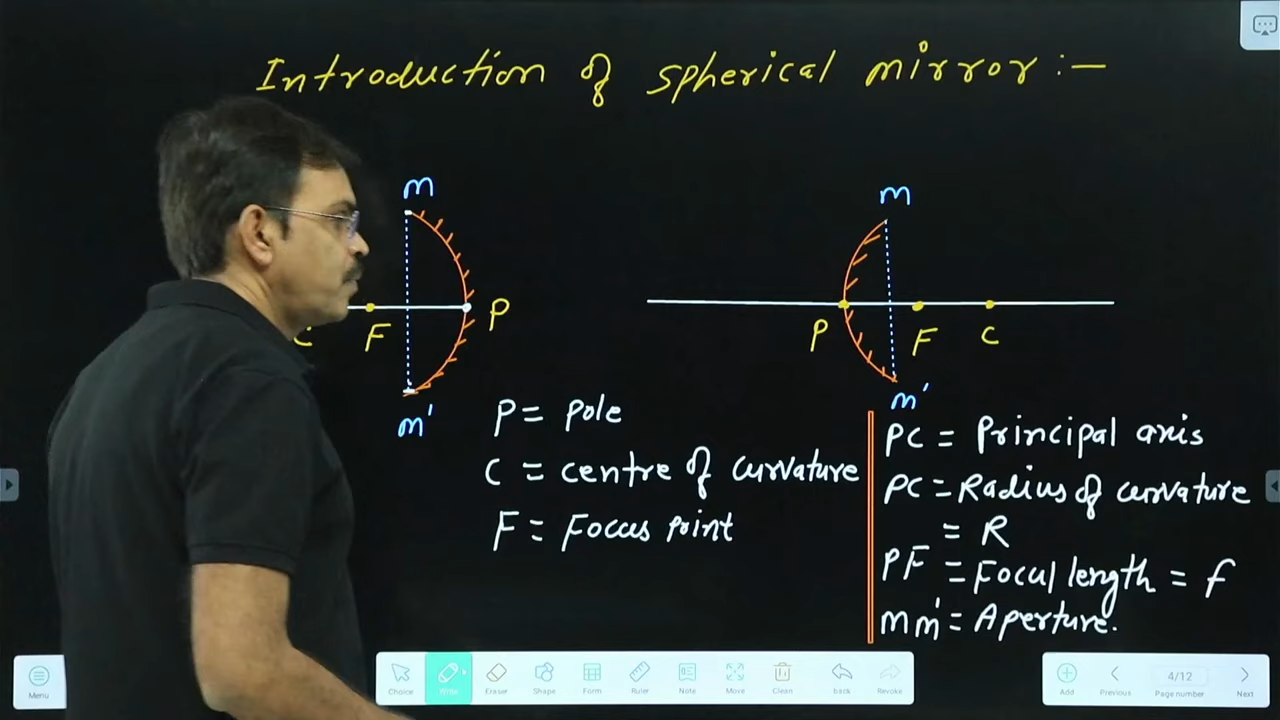 Introduction of spherical mirror :-
M
M
C
F
P
P
F
C
M'
M'
P = pole
C = centre of curvature
F = Focus point
PC = Principal axis
PC = Radius of curvature
= R
PF = Focal length = f
MM' = Aperture.
Menu
Choice
Write
Eraser
Shape
Form
Ruler
Note
Move
Clean
back
Revoke
Add
Previous
4/12
Page number
Next